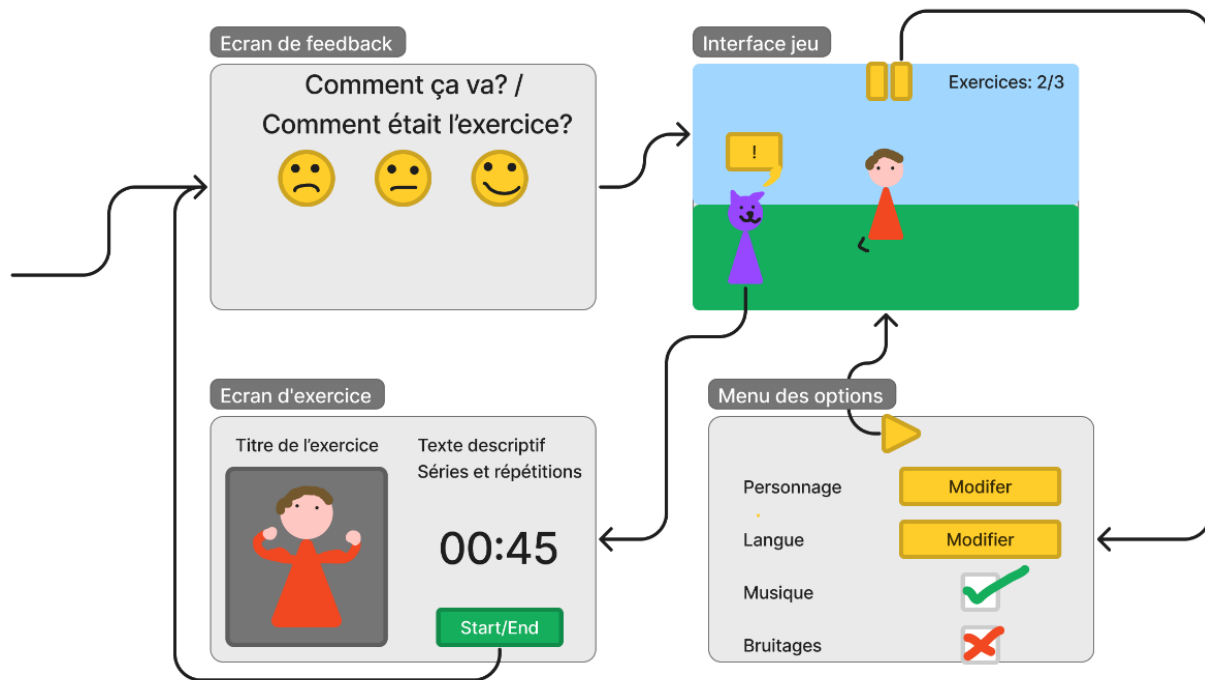 Ecran de feedback
Comment ça va? /
Comment était l'exercice?
Interface jeu
Exercices: 2/3
!
Ecran d'exercice
Titre de l'exercice
Texte descriptif
Séries et répétitions
00:45
Start/End
Menu des options
Personnage
Modifer
Langue
Modifier
Musique
Bruitages